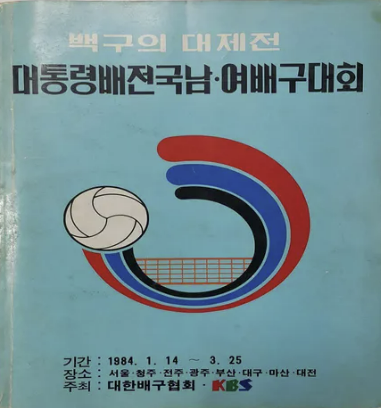 백구의 대제전
대통령배전국남·여배구대회
기간 : 1984. 1. 14 ~ 3. 25
장소 : 서울·청주·전주·광주·부산·대구·마산·대전
주최 : 대한배구협회·KBS